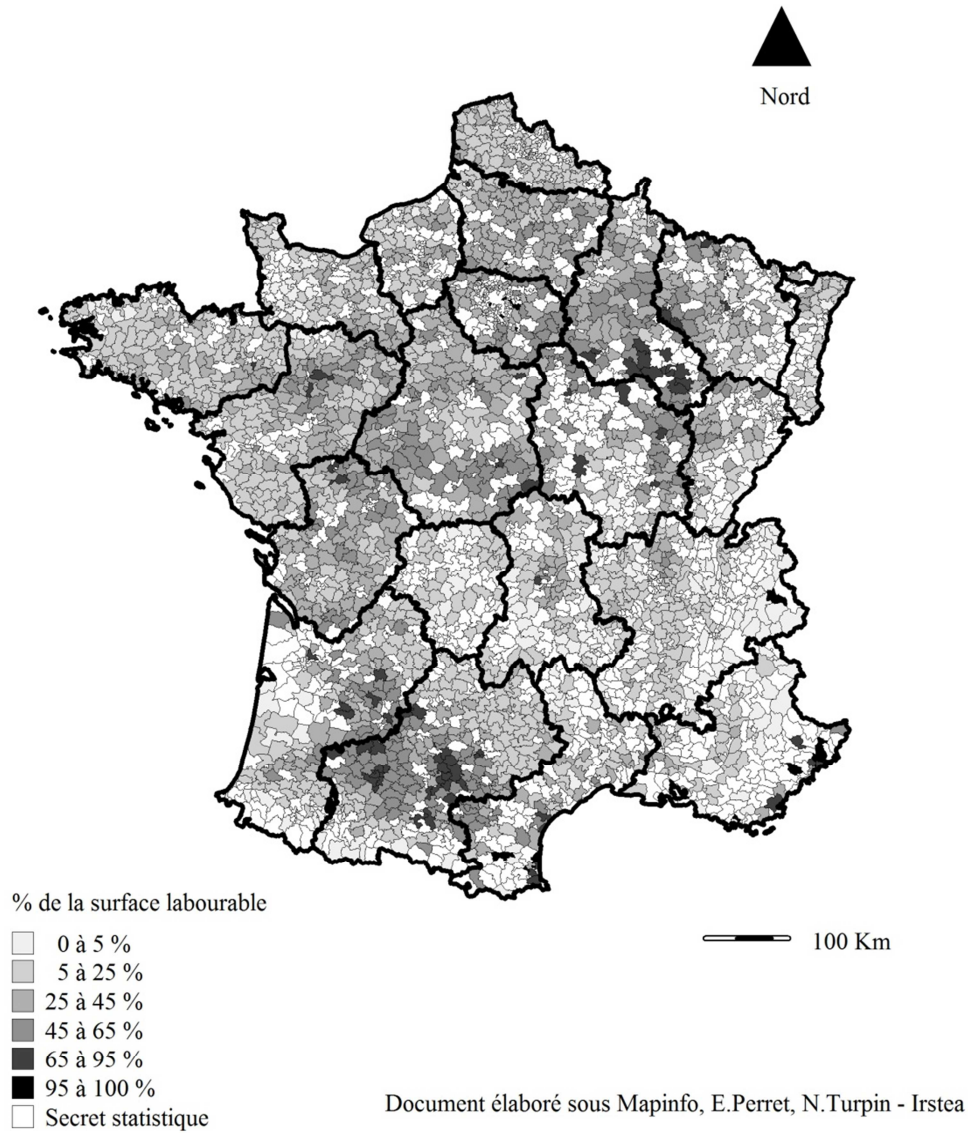 Nord
% de la surface labourable
0 à 5 %
5 à 25 %
25 à 45 %
45 à 65 %
65 à 95 %
95 à 100 %
Secret statistique
100 Km
Document élaboré sous Mapinfo, E.Perret, N.Turpin - Irstea